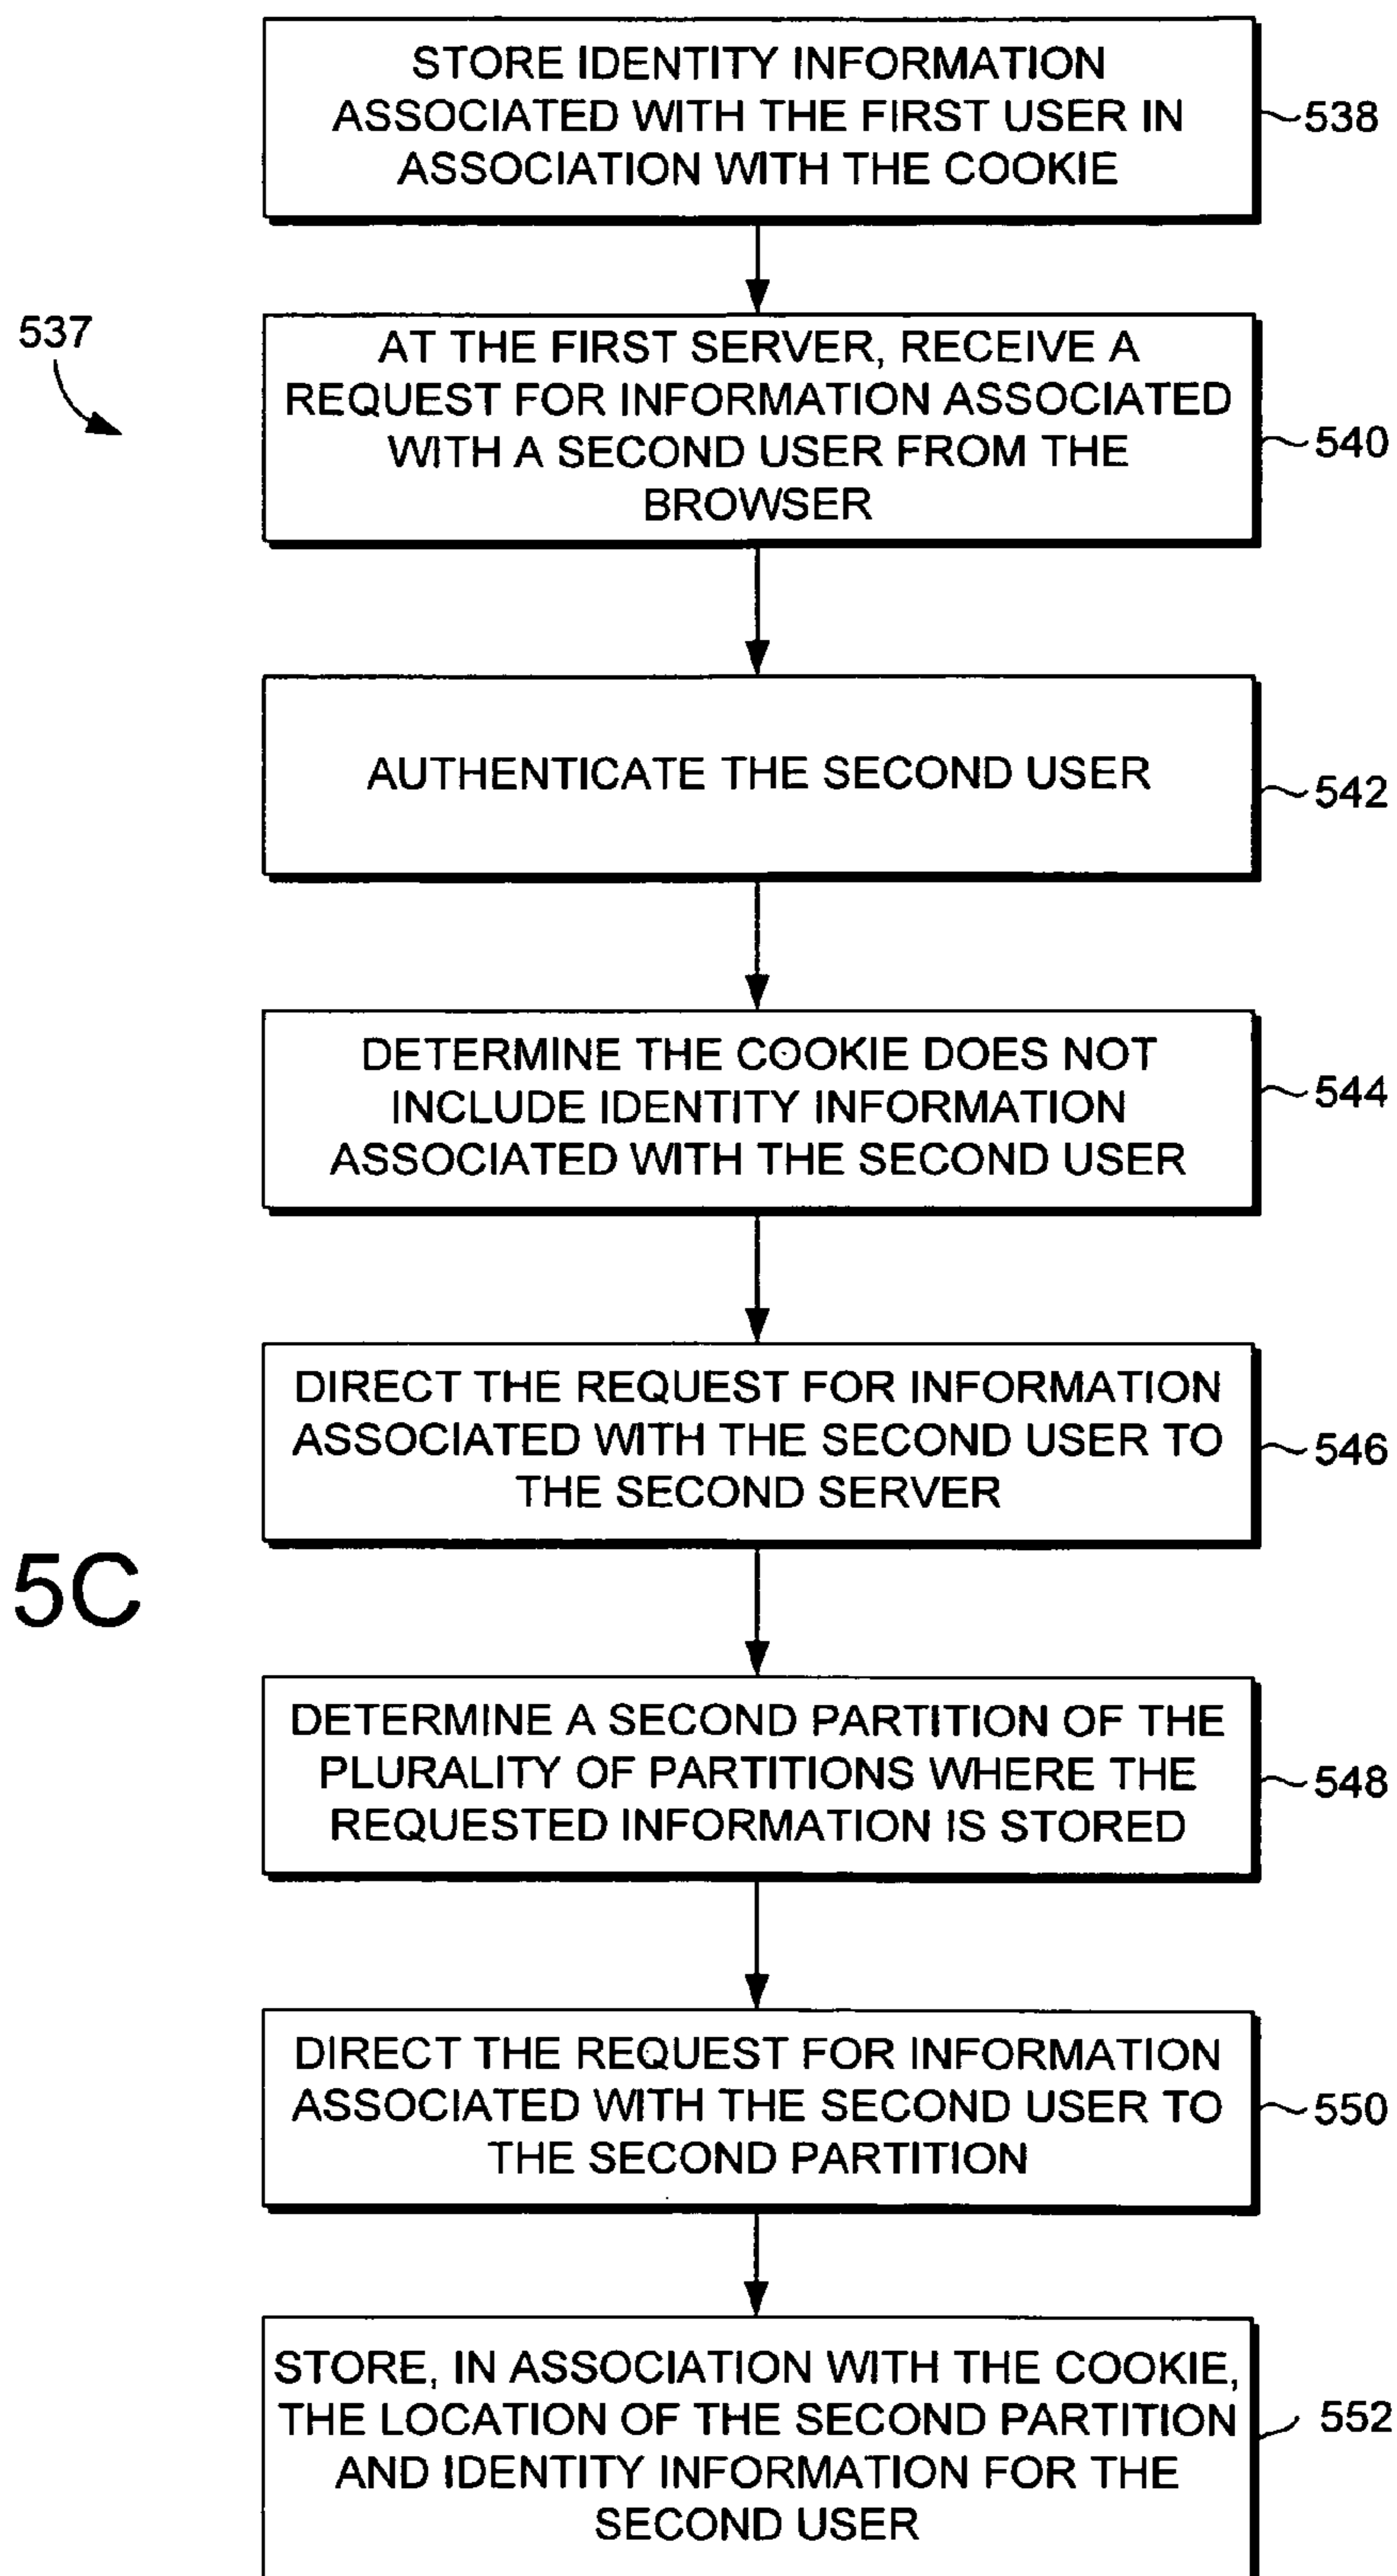 STORE IDENTITY INFORMATION
ASSOCIATED WITH THE FIRST USER IN
ASSOCIATION WITH THE COOKIE
538
537
AT THE FIRST SERVER, RECEIVE A
REQUEST FOR INFORMATION ASSOCIATED
WITH A SECOND USER FROM THE
BROWSER
540
AUTHENTICATE THE SECOND USER
542
DETERMINE THE COOKIE DOES NOT
INCLUDE IDENTITY INFORMATION
ASSOCIATED WITH THE SECOND USER
544
DIRECT THE REQUEST FOR INFORMATION
ASSOCIATED WITH THE SECOND USER TO
THE SECOND SERVER
546
5C
DETERMINE A SECOND PARTITION OF THE
PLURALITY OF PARTITIONS WHERE THE
REQUESTED INFORMATION IS STORED
548
DIRECT THE REQUEST FOR INFORMATION
ASSOCIATED WITH THE SECOND USER TO
THE SECOND PARTITION
550
STORE, IN ASSOCIATION WITH THE COOKIE,
THE LOCATION OF THE SECOND PARTITION
AND IDENTITY INFORMATION FOR THE
SECOND USER
552